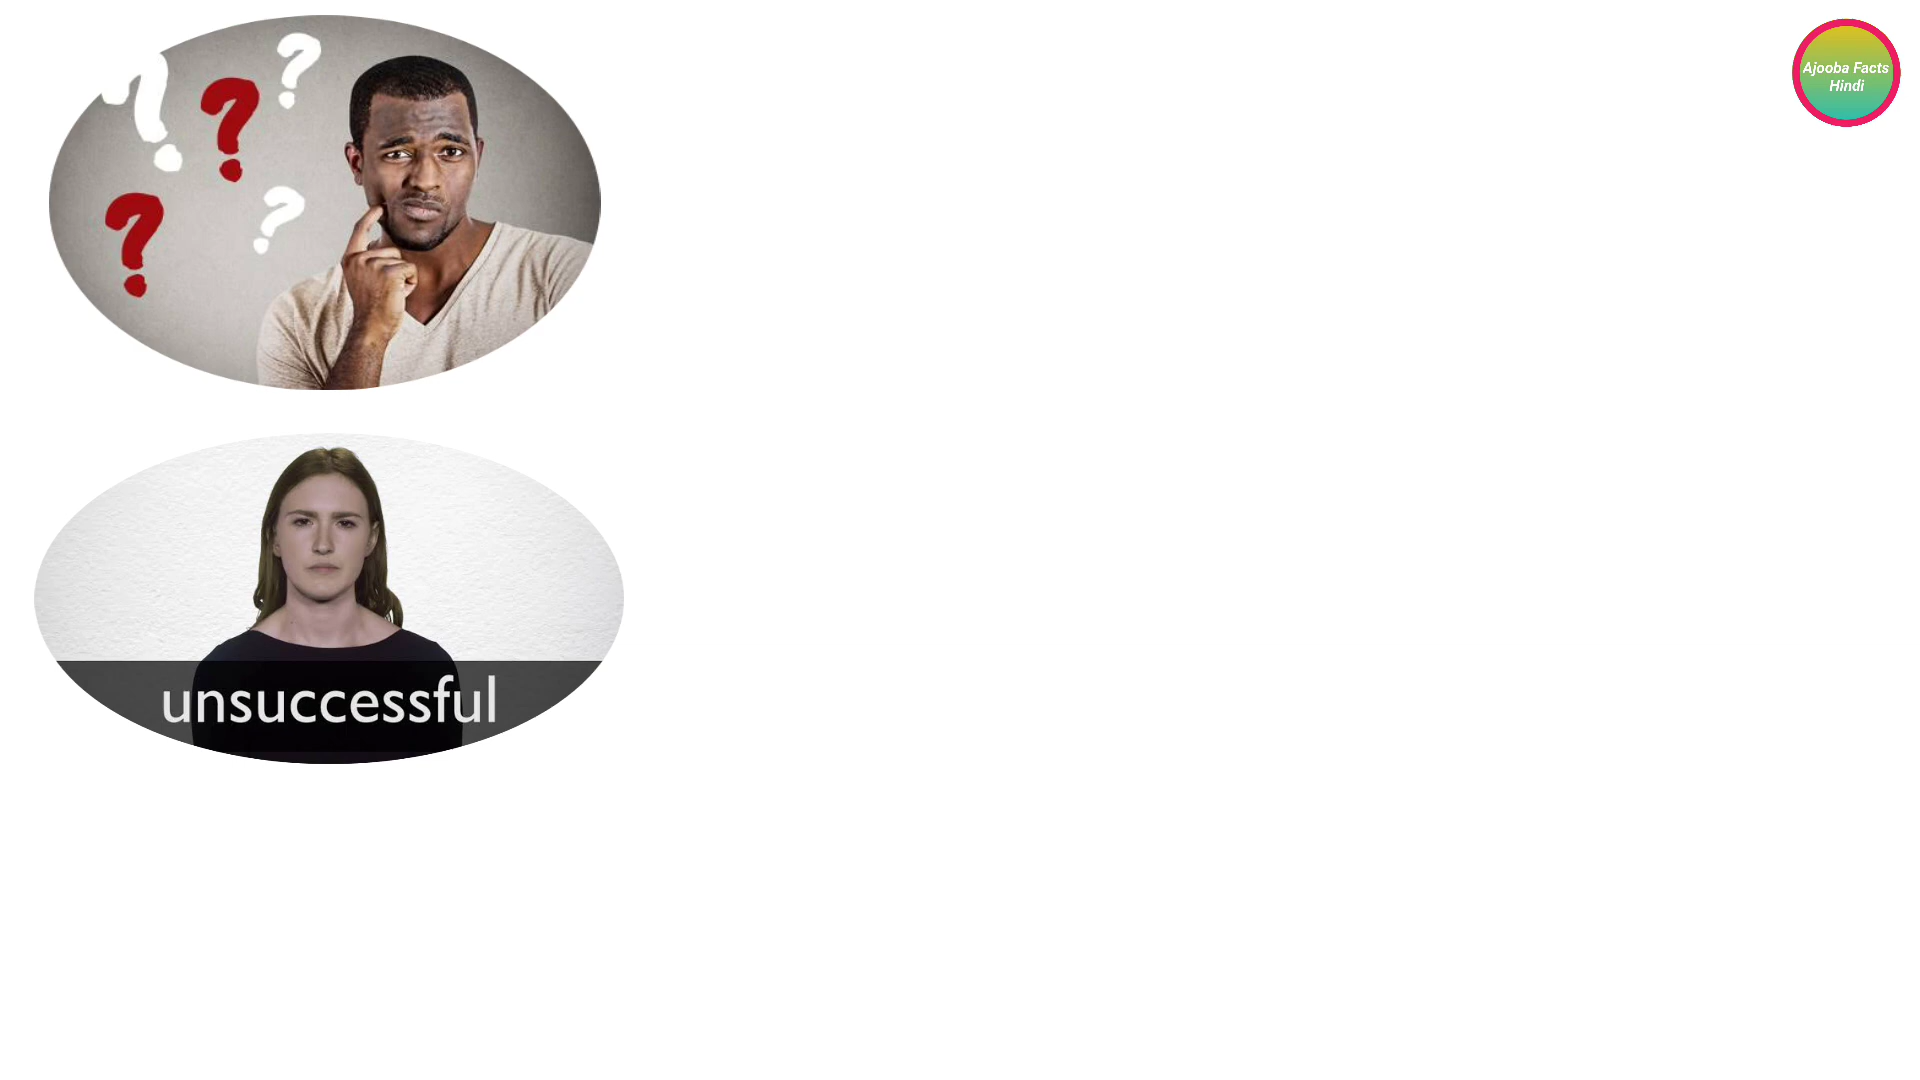 Ajooba Facts
Hindi
? ? ?
? ?
unsuccessful